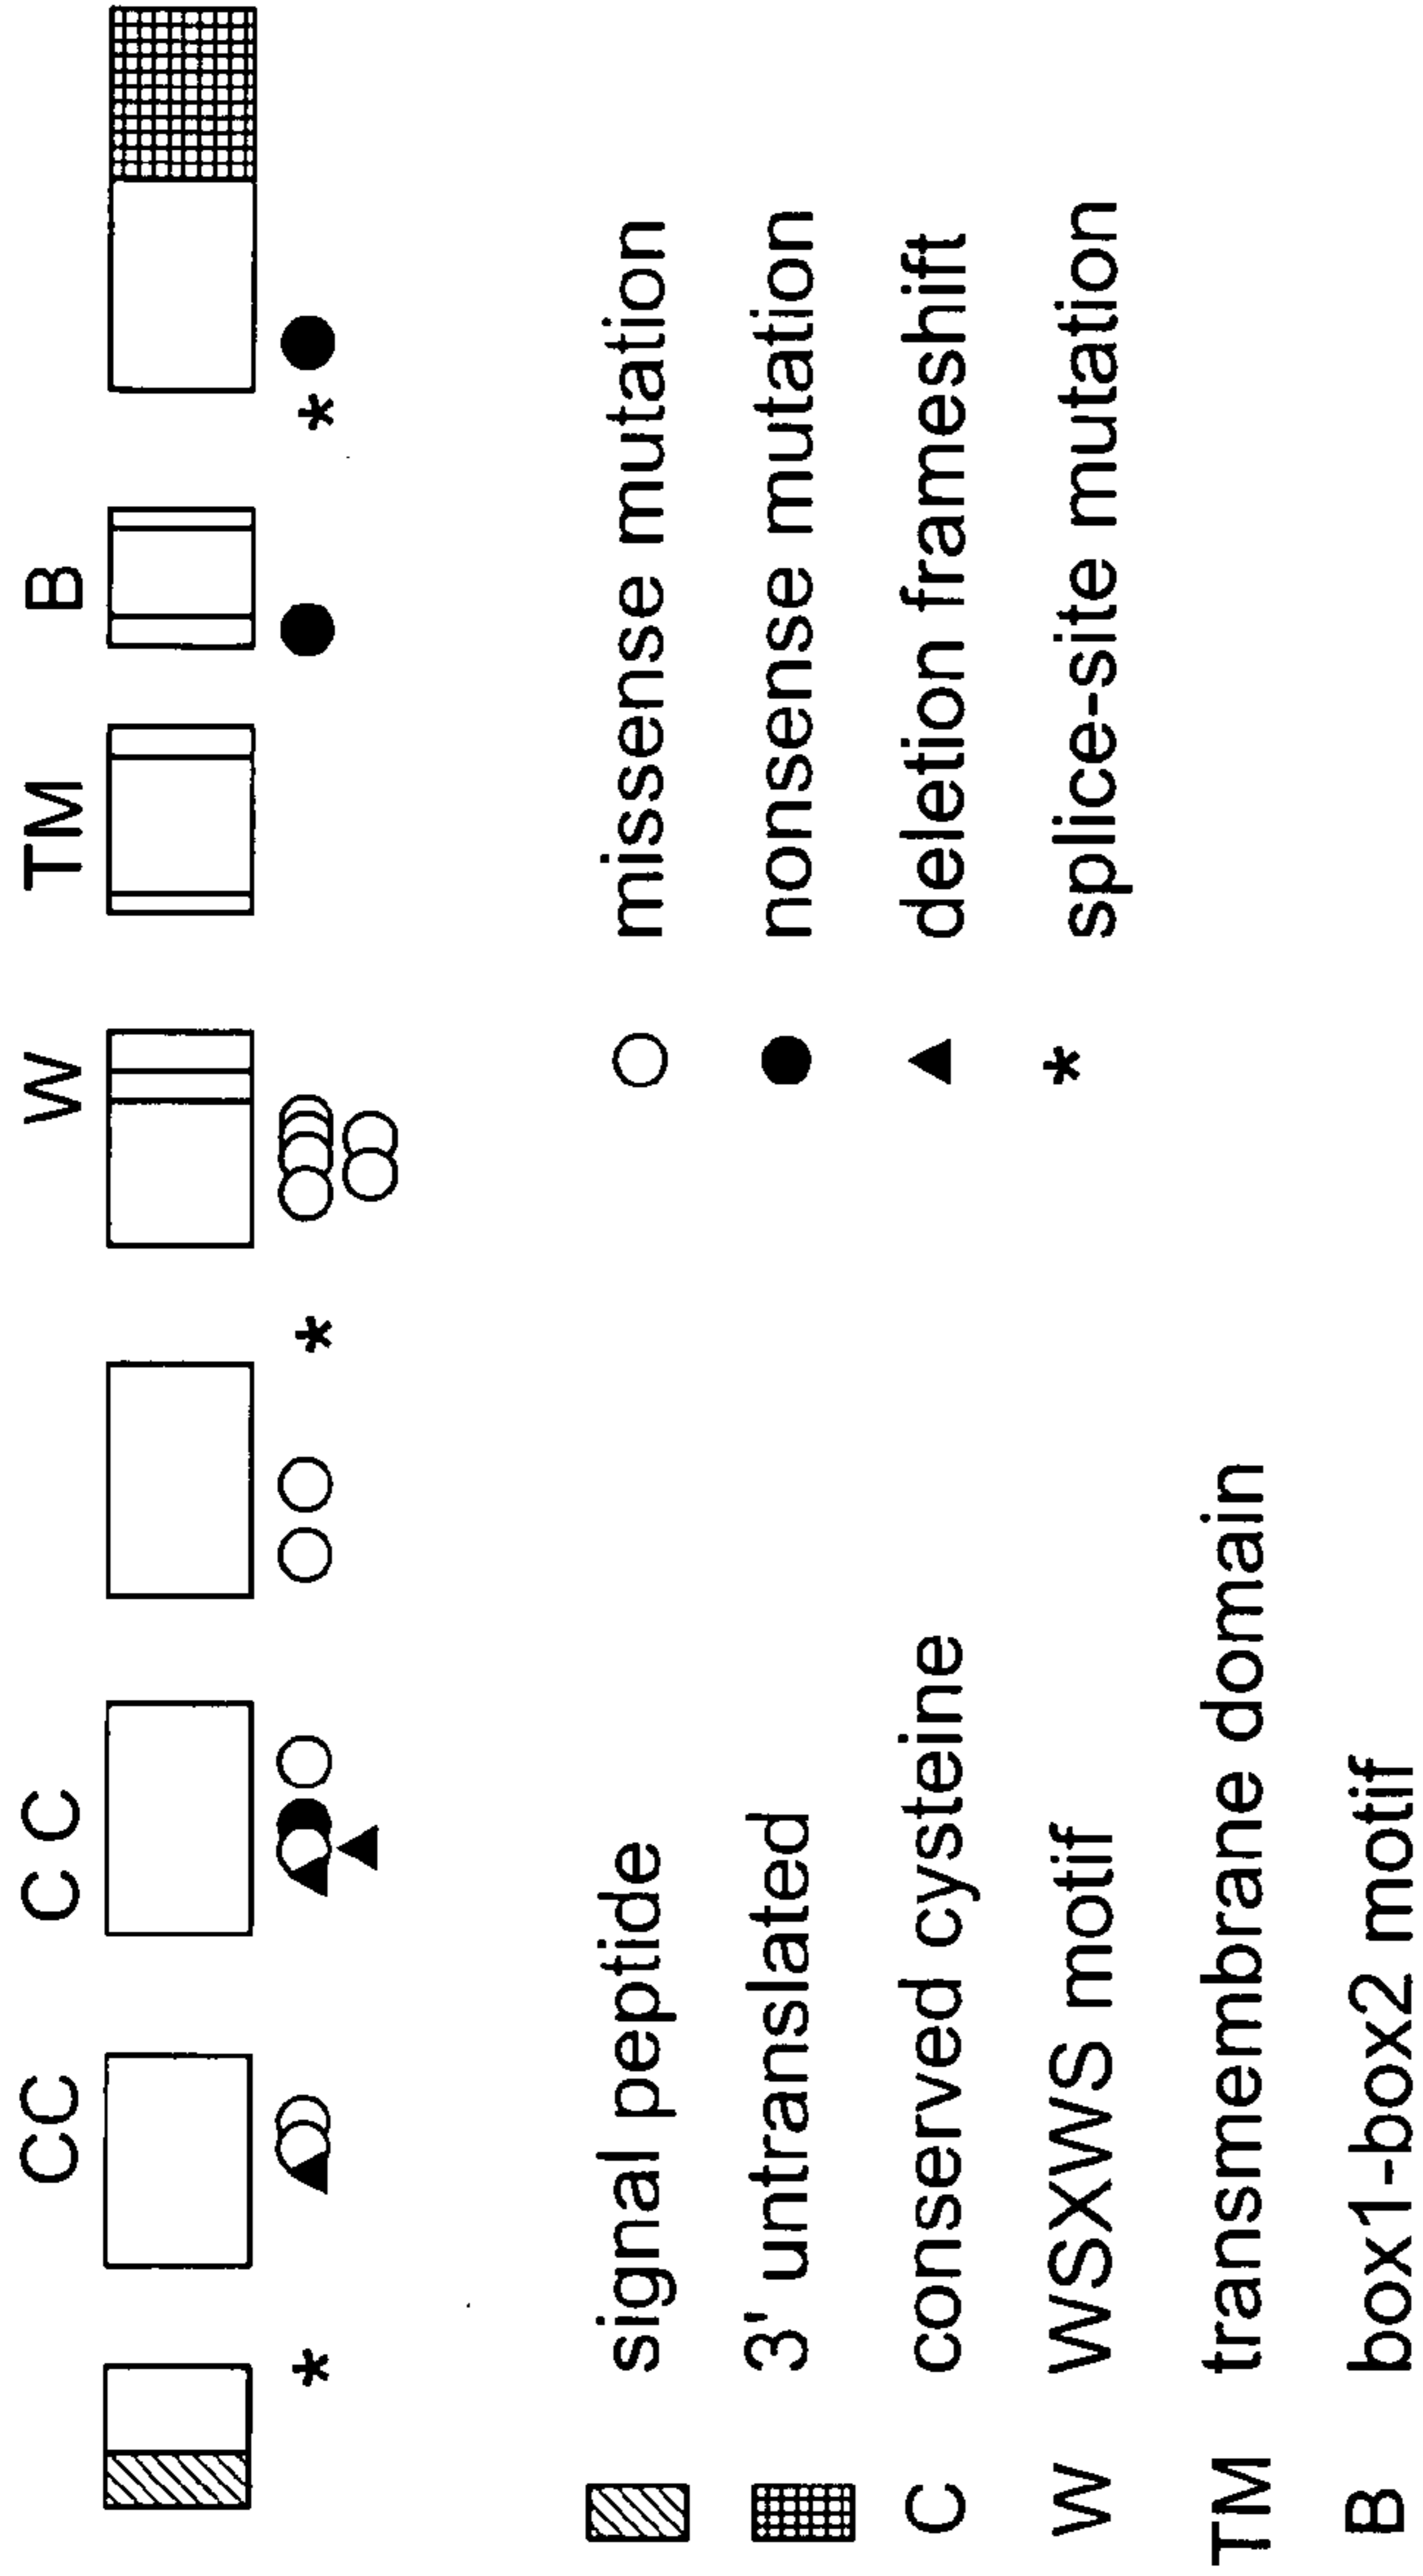 CC
C C
W
TM
B
*
*
*
signal peptide
3' untranslated
C conserved cysteine
W WSXWS motif
TM transmembrane domain
B box1-box2 motif
missense mutation
nonsense mutation
deletion frameshift
* splice-site mutation